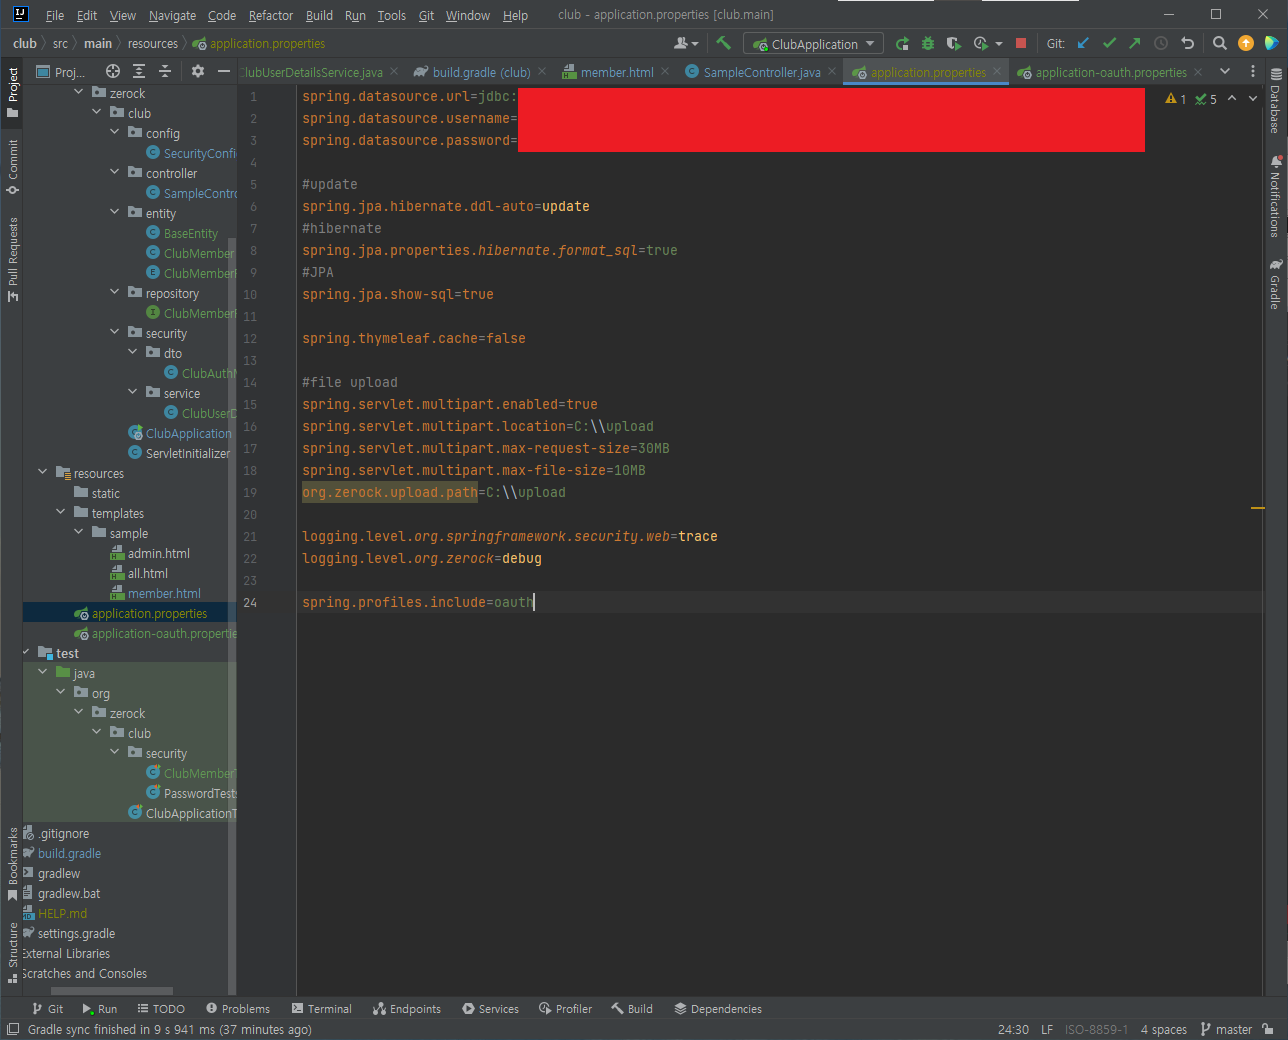 File Edit View Navigate Code Refactor Build Run Tools Git Window Help club - application.properties [club.main]
club src main resources application.properties ClubApplication Git:
Proj... ClubUserDetailsService.java build.gradle (club) member.html SampleController.java application.properties application-oauth.properties
Project
Commit
Pull Requests
Bookmarks
Structure
zerock
club
config
SecurityConfi
controller
SampleContro
entity
BaseEntity
ClubMember
ClubMemberR
repository
ClubMemberR
security
dto
ClubAuthM
service
ClubUserD
ClubApplication
ServletInitializer
resources
static
templates
sample
admin.html
all.html
member.html
application.properties
application-oauth.propertie
test
java
org
zerock
club
security
ClubMemberT
PasswordTests
ClubApplicationT
.gitignore
build.gradle
gradlew
gradlew.bat
HELP.md
settings.gradle
External Libraries
Scratches and Consoles
1 spring.datasource.url=jdbc:
2 spring.datasource.username=
3 spring.datasource.password=
4
5 #update
6 spring.jpa.hibernate.ddl-auto=update
7 #hibernate
8 spring.jpa.properties.hibernate.format_sql=true
9 #JPA
10 spring.jpa.show-sql=true
11
12 spring.thymeleaf.cache=false
13
14 #file upload
15 spring.servlet.multipart.enabled=true
16 spring.servlet.multipart.location=C:\\upload
17 spring.servlet.multipart.max-request-size=30MB
18 spring.servlet.multipart.max-file-size=10MB
19 org.zerock.upload.path=C:\\upload
20
21 logging.level.org.springframework.security.web=trace
22 logging.level.org.zerock=debug
23
24 spring.profiles.include=oauth
1 5
Database
Notifications
Gradle
Git Run TODO Problems Terminal Endpoints Services Profiler Build Dependencies
Gradle sync finished in 9 s 941 ms (37 minutes ago) 24:30 LF ISO-8859-1 4 spaces master